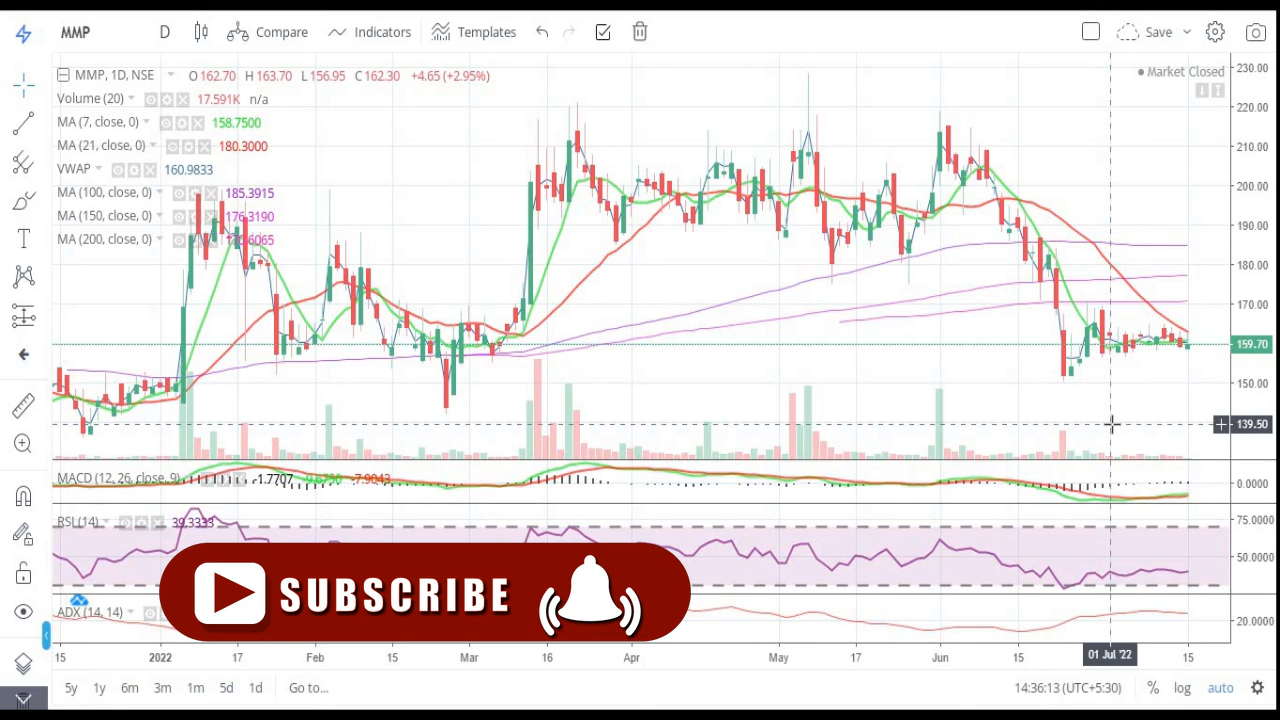 MMP D Compare Indicators Templates Save
MMP, 1D, NSE O 162.70 H 163.70 L 156.95 C 162.30 +4.65 (+2.95%)
Market Closed
Volume (20) 17.591K n/a
MA (7, close, 0) 158.7500
MA (21, close, 0) 180.3000
VWAP 160.9833
MA (100, close, 0) 185.3915
MA (150, close, 0) 176.3190
MA (200, close, 0)
230.00
220.00
210.00
200.00
190.00
180.00
170.00
159.70
150.00
139.50
MACD (12, 26, close, 9) -1.7707 -7.9043
0.0000
RSI (14) 39.3333
75.0000
50.0000
SUBSCRIBE
ADX (14, 14)
20.0000
15 2022 17 Feb 15 Mar 16 Apr May 17 Jun 15 01 Jul '22 15
5y 1y 6m 3m 1m 5d 1d Go to... 14:36:13 (UTC+5:30) % log auto